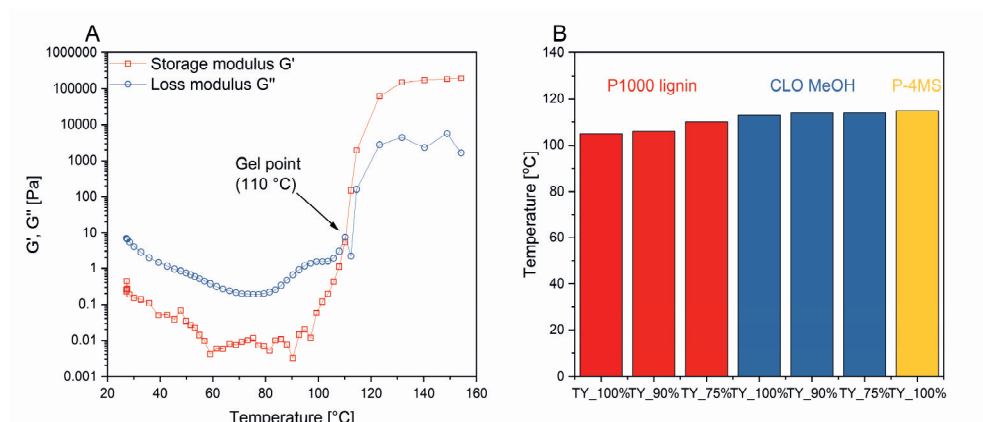 A
1000000
100000
10000
1000
100
10
1
0.1
0.01
0.001
G', G'' [Pa]
Storage modulus G'
Loss modulus G''
Gel point
(110 °C)
20 40 60 80 100 120 140 160
Temperature [°C]
B
140
120
100
80
60
40
20
0
Temperature [ºC]
P1000 lignin CLO MeOH P-4MS
TY_100% TY_90% TY_75% TY_100% TY_90% TY_75% TY_100%